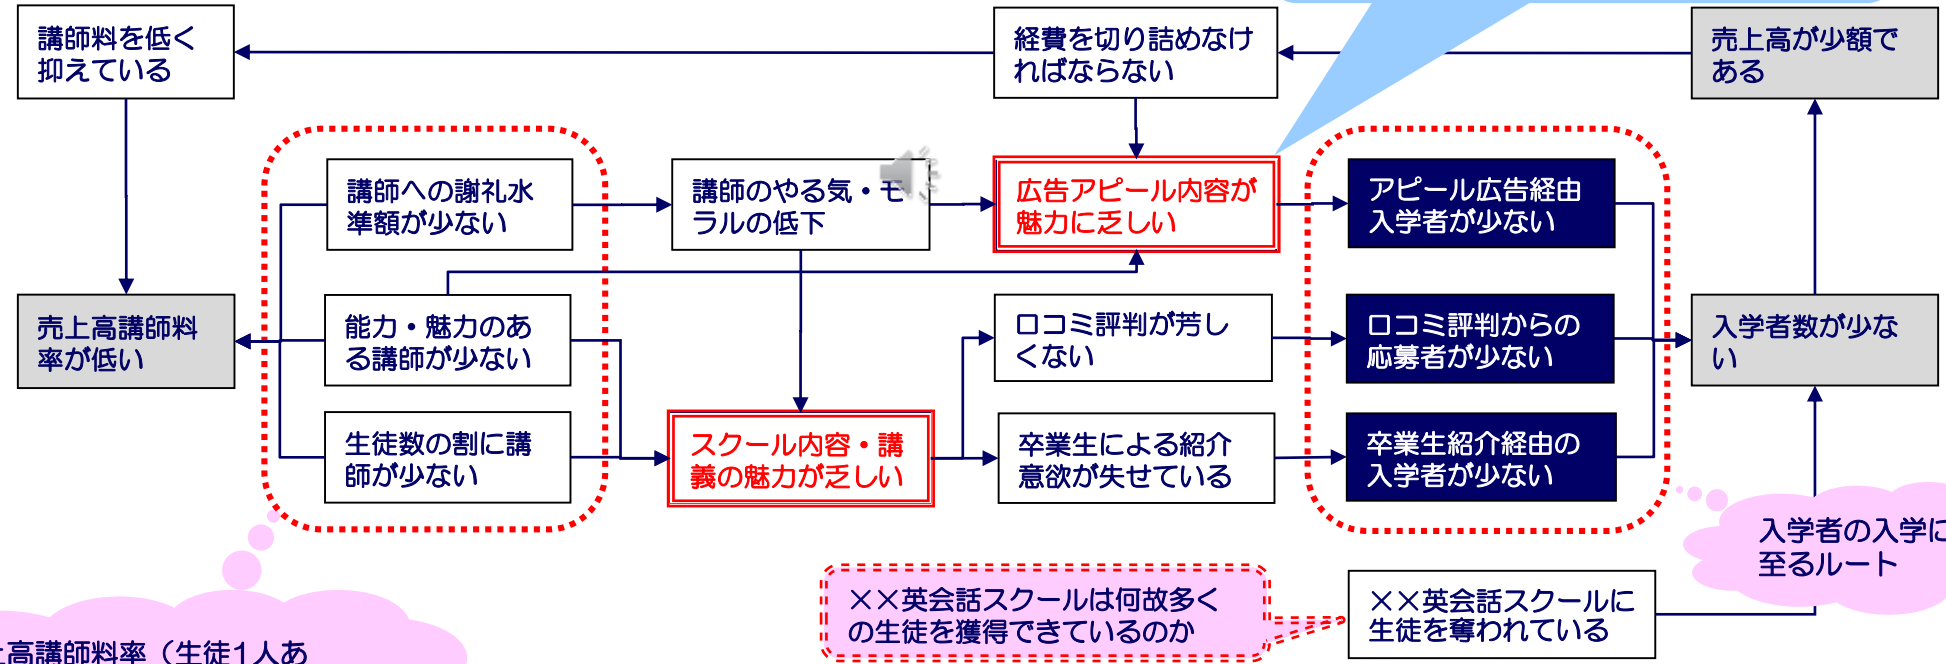 講師料を低く
抑えている
経費を切り詰めなけ
ればならない
売上高が少額で
ある
講師への謝礼水
準額が少ない
講師のやる気・モ
ラルの低下
広告アピール内容が
魅力に乏しい
アピール広告経由
入学者が少ない
売上高講師料
率が低い
能力・魅力のあ
る講師が少ない
口コミ評判が芳し
くない
口コミ評判からの
応募者が少ない
入学者数が少な
い
生徒数の割に講
師が少ない
スクール内容・講
義の魅力が乏しい
卒業生による紹介
意欲が失せている
卒業生紹介経由の
入学者が少ない
入学者の入学に
至るルート
××英会話スクールは何故多く
の生徒を獲得できているのか
××英会話スクールに
生徒を奪われている
上高講師料率（生徒1人あ